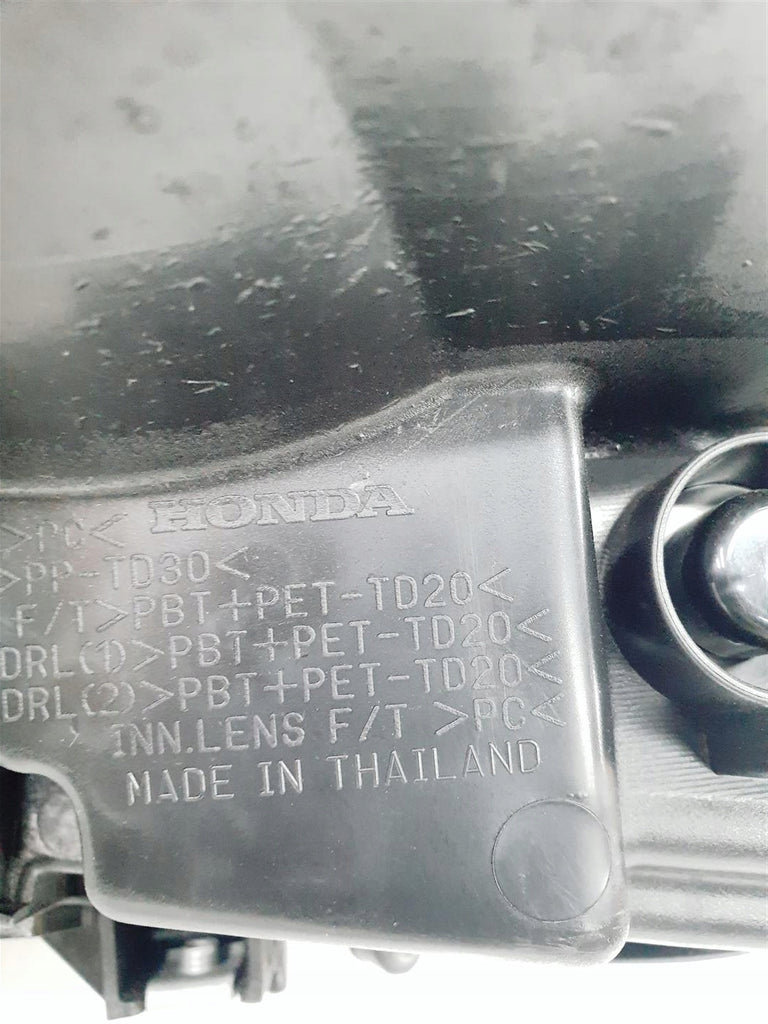 >PC< HONDA
>PP-TD30<
F/T>PBT+PET-TD20<
DRL(1)>PBT+PET-TD20<
DRL(2)>PBT+PET-TD20<
INN.LENS F/T >PC<
MADE IN THAILAND